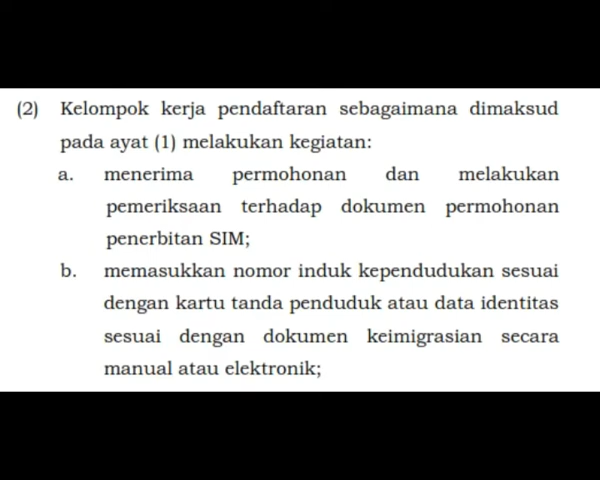 (2) Kelompok kerja pendaftaran sebagaimana dimaksud
pada ayat (1) melakukan kegiatan:
a. menerima permohonan dan melakukan
pemeriksaan terhadap dokumen permohonan
penerbitan SIM;
b. memasukkan nomor induk kependudukan sesuai
dengan kartu tanda penduduk atau data identitas
sesuai dengan dokumen keimigrasian secara
manual atau elektronik;